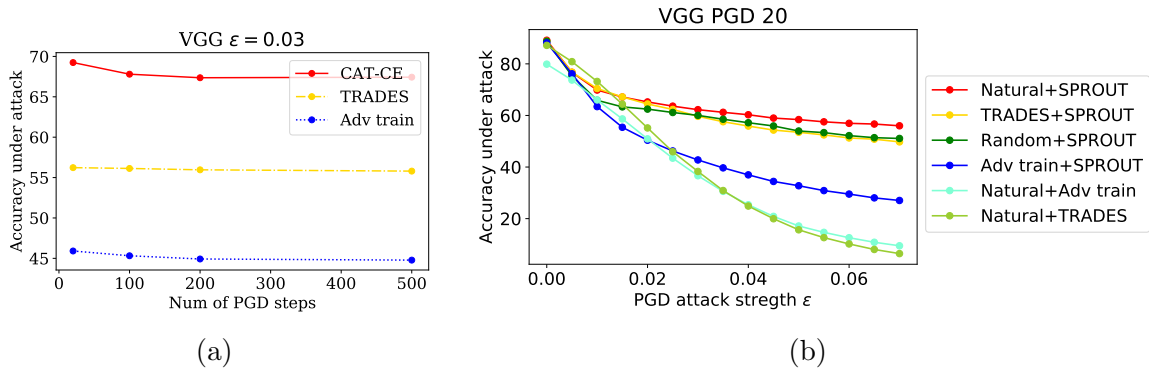 VGG ε = 0.03
Accuracy under attack
70
65
60
55
50
45
0 100 200 300 400 500
Num of PGD steps
CAT-CE
TRADES
Adv train
(a)
VGG PGD 20
Accuracy under attack
80
60
40
20
0.00 0.02 0.04 0.06
PGD attack stregth ε
Natural+SPROUT
TRADES+SPROUT
Random+SPROUT
Adv train+SPROUT
Natural+Adv train
Natural+TRADES
(b)